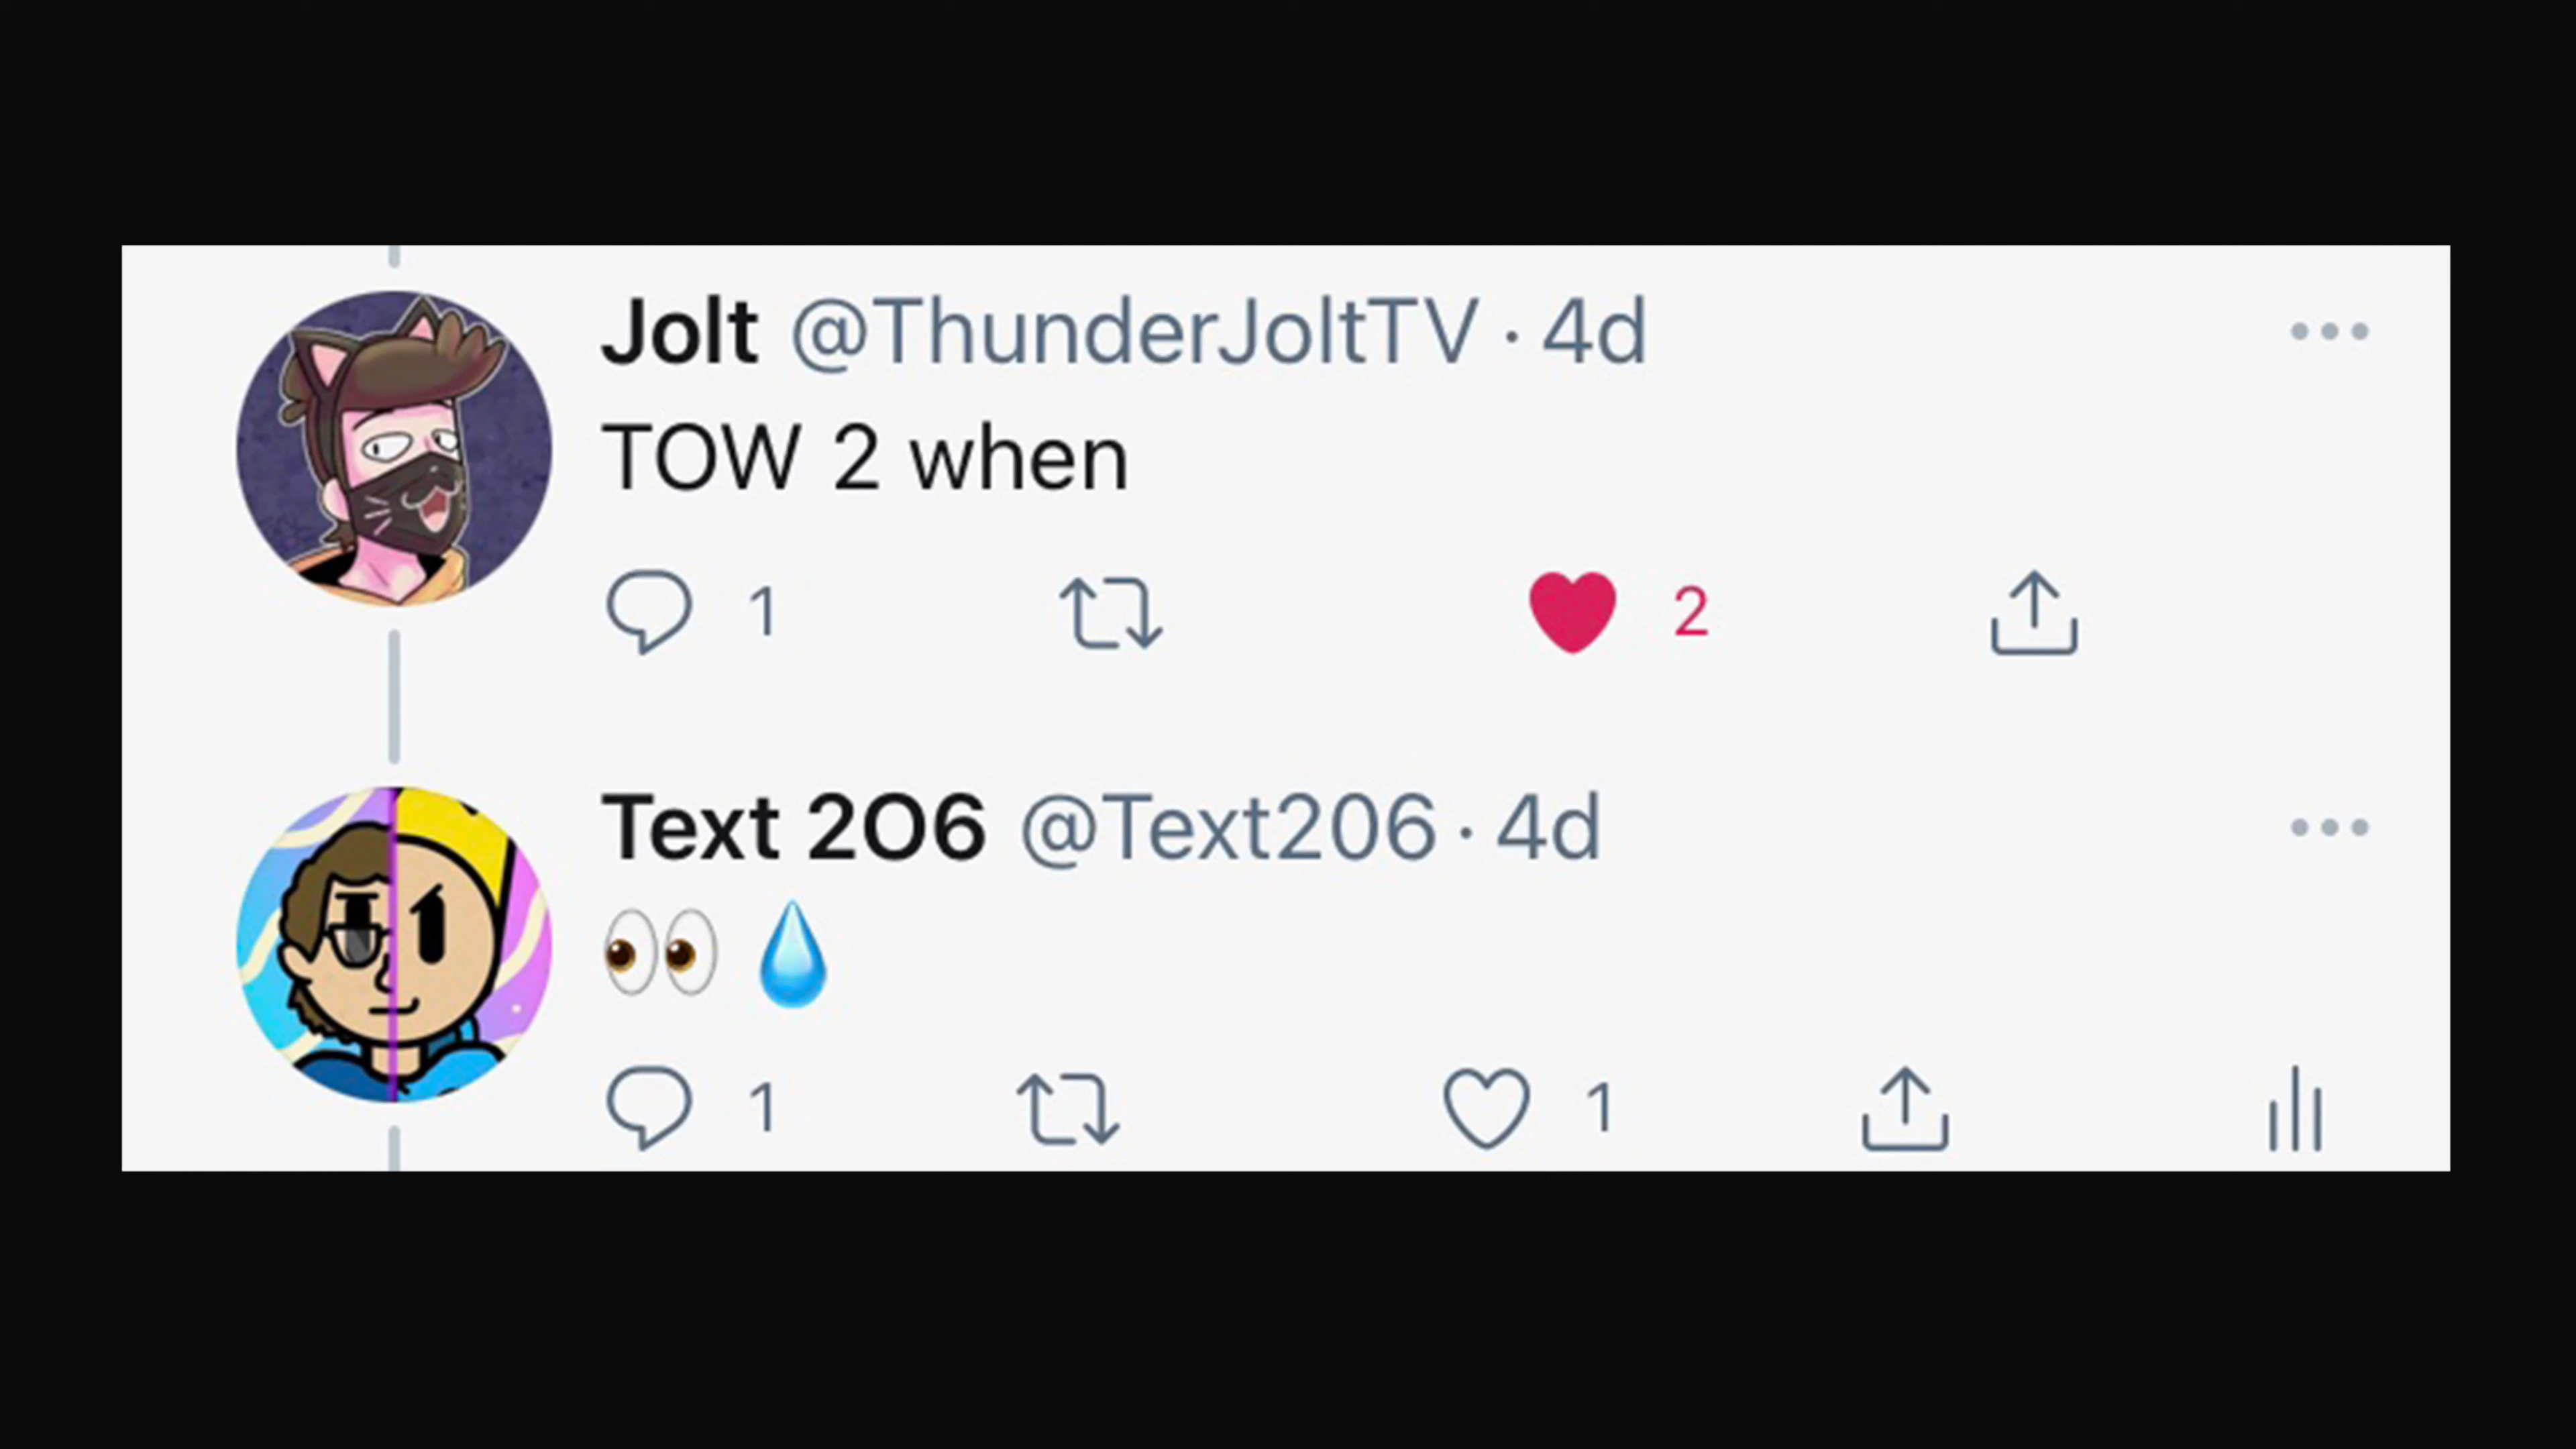 Jolt @ThunderJoltTV · 4d
TOW 2 when
1 2
Text 206 @Text206 · 4d
👀 💧
1 1